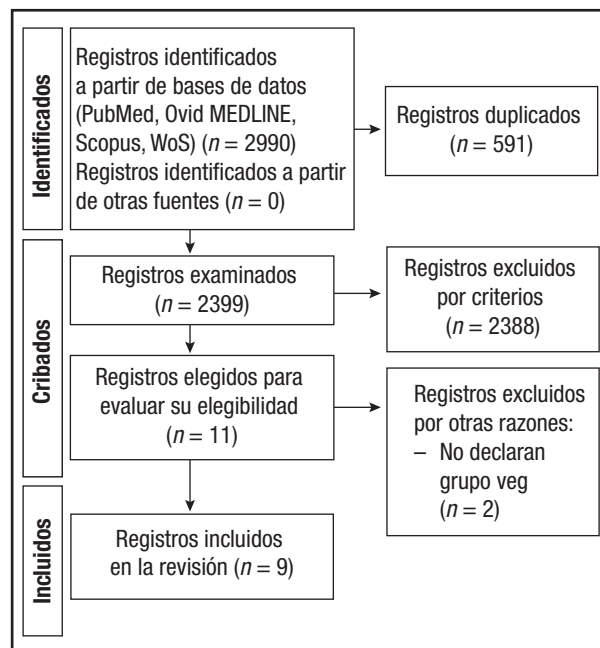 Identificados
Registros identificados
a partir de bases de datos
(PubMed, Ovid MEDLINE,
Scopus, WoS) (n = 2990)
Registros identificados a partir
de otras fuentes (n = 0)
Registros duplicados
(n = 591)
Cribados
Registros examinados
(n = 2399)
Registros excluidos
por criterios
(n = 2388)
Registros elegidos para
evaluar su elegibilidad
(n = 11)
Registros excluidos
por otras razones:
– No declaran
grupo veg
(n = 2)
Incluidos
Registros incluidos
en la revisión (n = 9)